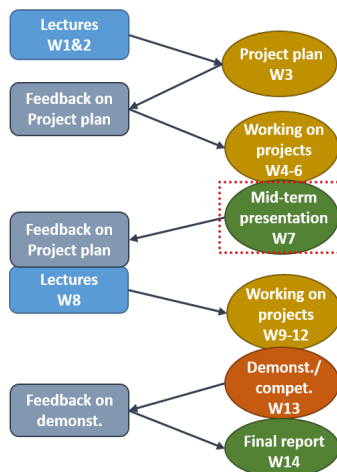 Lectures
W1&2
Project plan
W3
Feedback on
Project plan
Working on
projects
W4-6
Mid-term
presentation
W7
Feedback on
Project plan
Lectures
W8
Working on
projects
W9-12
Demonst./
compet.
W13
Feedback on
demonst.
Final report
W14